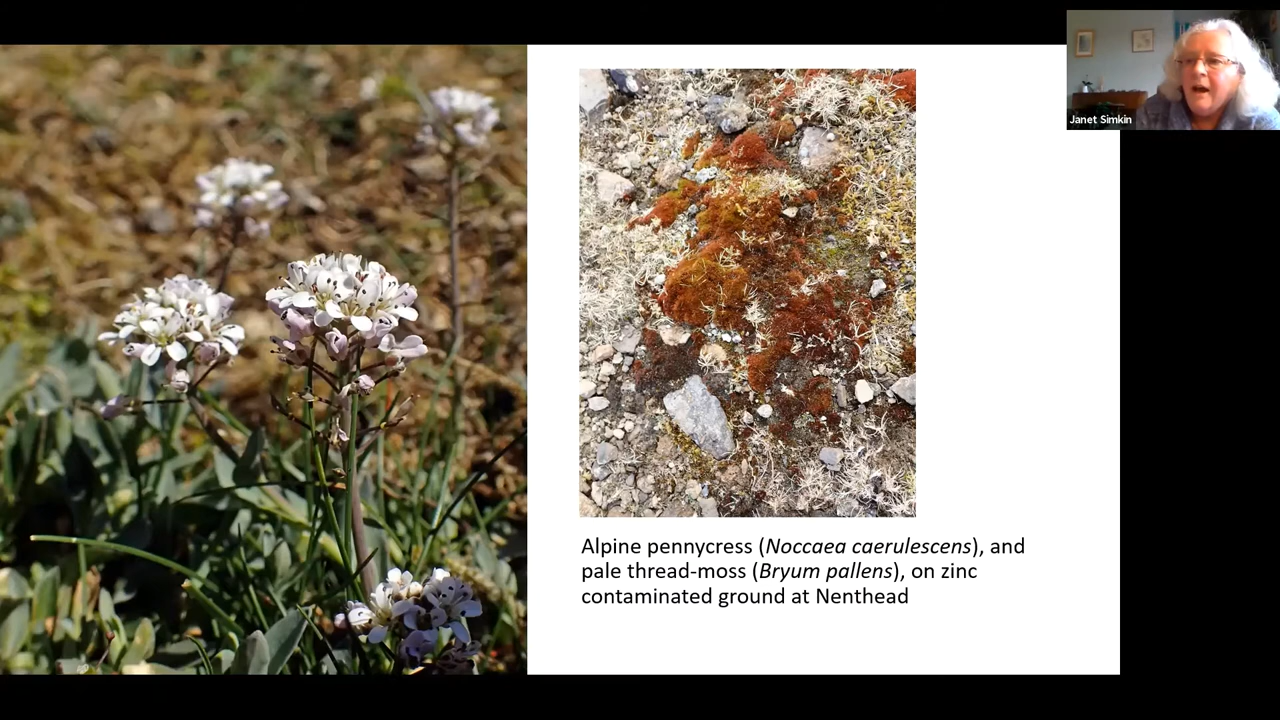 Janet Simkin
Alpine pennycress (Noccaea caerulescens), and
pale thread-moss (Bryum pallens), on zinc
contaminated ground at Nenthead